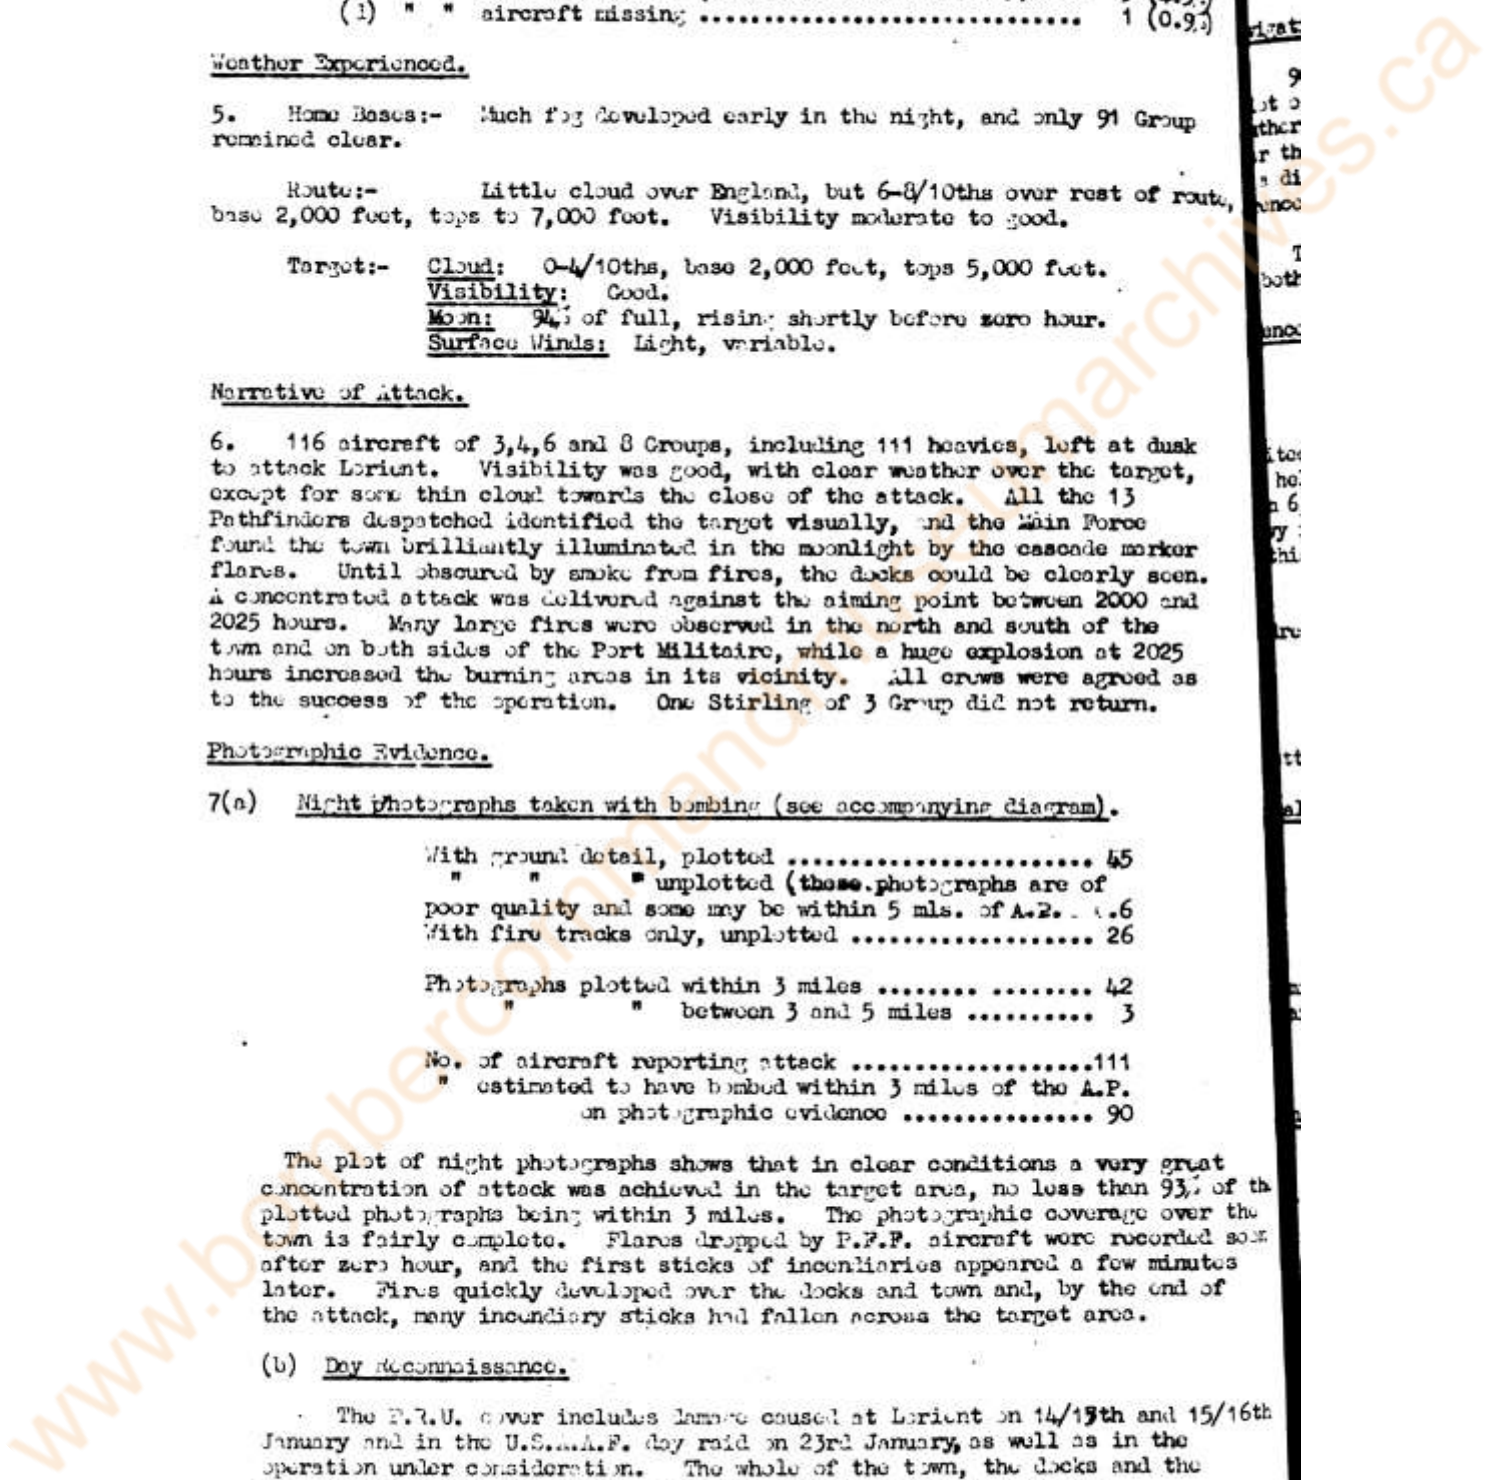 (1) " " aircraft missing .............................. 1 (0.9%)
Weather Experienced.
5. Home Bases:- Much fog developed early in the night, and only 91 Group
remained clear.
Route:- Little cloud over England, but 6-8/10ths over rest of route,
base 2,000 feet, tops to 7,000 feet. Visibility moderate to good.
Target:- Cloud: 0-4/10ths, base 2,000 feet, tops 5,000 feet.
Visibility: Good.
Moon: 94% of full, rising shortly before zero hour.
Surface Winds: Light, variable.
Narrative of Attack.
6. 116 aircraft of 3,4,6 and 8 Groups, including 111 heavies, left at dusk
to attack Lorient. Visibility was good, with clear weather over the target,
except for some thin cloud towards the close of the attack. All the 13
Pathfinders despatched identified the target visually, and the Main Force
found the town brilliantly illuminated in the moonlight by the cascade marker
flares. Until obscured by smoke from fires, the docks could be clearly seen.
A concentrated attack was delivered against the aiming point between 2000 and
2025 hours. Many large fires were observed in the north and south of the
town and on both sides of the Port Militaire, while a huge explosion at 2025
hours increased the burning areas in its vicinity. All crews were agreed as
to the success of the operation. One Stirling of 3 Group did not return.
Photographic Evidence.
7(a) Night photographs taken with bombing (see accompanying diagram).
With ground detail, plotted ........................ 45
" " " unplotted (these photographs are of
poor quality and some may be within 5 mls. of A.P. . (.6
With fire tracks only, unplotted ................... 26
Photographs plotted within 3 miles ........ ........ 42
" " between 3 and 5 miles .......... 3
No. of aircraft reporting attack ...................111
" estimated to have bombed within 3 miles of the A.P.
on photographic evidence ............... 90
The plot of night photographs shows that in clear conditions a very great
concentration of attack was achieved in the target area, no less than 93% of th
plotted photographs being within 3 miles. The photographic coverage over the
town is fairly complete. Flares dropped by P.F.F. aircraft were recorded soon
after zero hour, and the first sticks of incendiaries appeared a few minutes
later. Fires quickly developed over the docks and town and, by the end of
the attack, many incendiary sticks had fallen across the target area.
(b) Day Reconnaissance.
The P.R.U. cover includes damage caused at Lorient on 14/15th and 15/16th
January and in the U.S.A.A.F. day raid on 23rd January, as well as in the
operation under consideration. The whole of the town, the docks and the
www.bombercommandmuseumarchives.ca